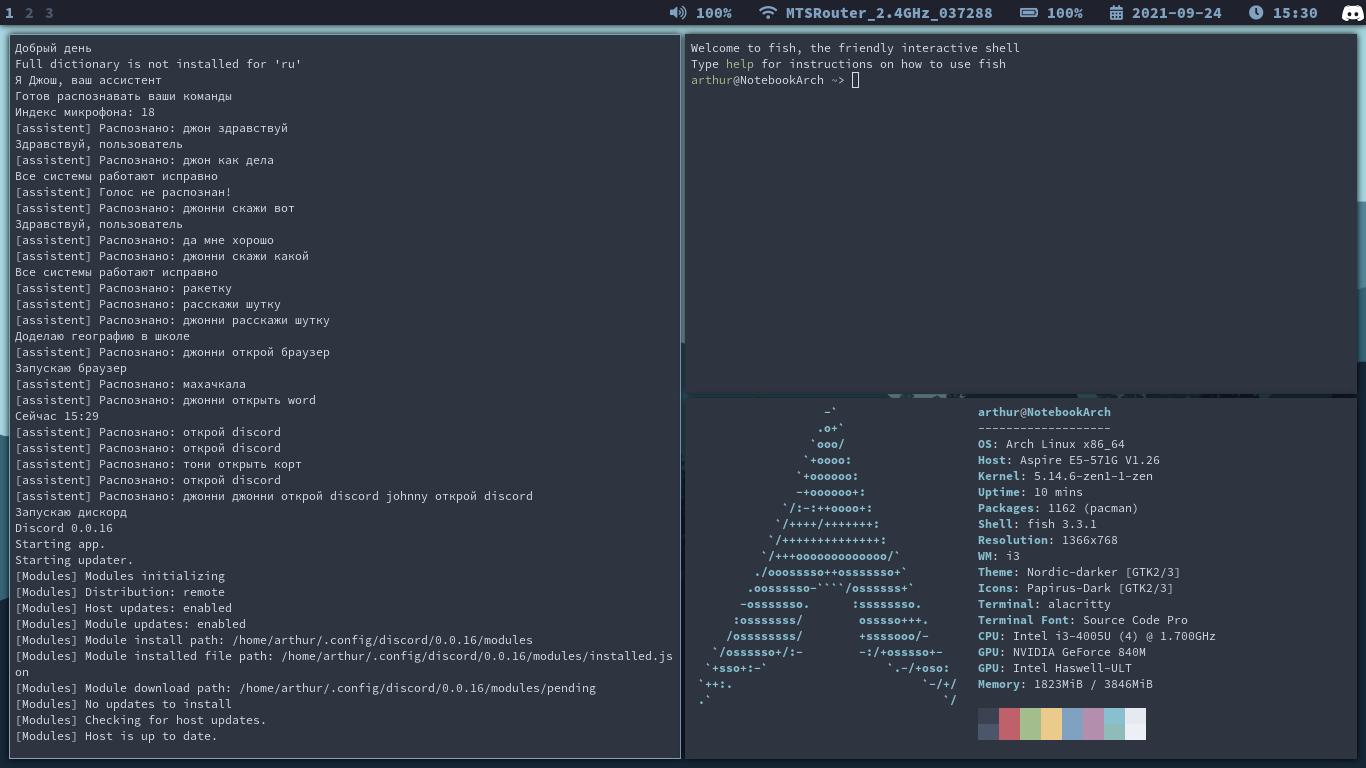 1 2 3
100% MTSRouter_2.4GHz_037288 100% 2021-09-24 15:30
Добрый день
Full dictionary is not installed for 'ru'
Я Джош, ваш ассистент
Готов распознавать ваши команды
Индекс микрофона: 18
[assistent] Распознано: джон здравствуй
Здравствуй, пользователь
[assistent] Распознано: джон как дела
Все системы работают исправно
[assistent] Голос не распознан!
[assistent] Распознано: джонни скажи вот
Здравствуй, пользователь
[assistent] Распознано: да мне хорошо
[assistent] Распознано: джонни скажи какой
Все системы работают исправно
[assistent] Распознано: ракетку
[assistent] Распознано: расскажи шутку
[assistent] Распознано: джонни расскажи шутку
Доделаю географию в школе
[assistent] Распознано: джонни открой браузер
Запускаю браузер
[assistent] Распознано: махачкала
[assistent] Распознано: джонни открыть word
Сейчас 15:29
[assistent] Распознано: открой discord
[assistent] Распознано: открой discord
[assistent] Распознано: тони открыть корт
[assistent] Распознано: открой discord
[assistent] Распознано: джонни джонни открой discord johnny открой discord
Запускаю дискорд
Discord 0.0.16
Starting app.
Starting updater.
[Modules] Modules initializing
[Modules] Distribution: remote
[Modules] Host updates: enabled
[Modules] Module updates: enabled
[Modules] Module install path: /home/arthur/.config/discord/0.0.16/modules
[Modules] Module installed file path: /home/arthur/.config/discord/0.0.16/modules/installed.js
on
[Modules] Module download path: /home/arthur/.config/discord/0.0.16/modules/pending
[Modules] No updates to install
[Modules] Checking for host updates.
[Modules] Host is up to date.
Welcome to fish, the friendly interactive shell
Type help for instructions on how to use fish
arthur@NotebookArch ~>
arthur@NotebookArch
-------------------
OS: Arch Linux x86_64
Host: Aspire E5-571G V1.26
Kernel: 5.14.6-zen1-1-zen
Uptime: 10 mins
Packages: 1162 (pacman)
Shell: fish 3.3.1
Resolution: 1366x768
WM: i3
Theme: Nordic-darker [GTK2/3]
Icons: Papirus-Dark [GTK2/3]
Terminal: alacritty
Terminal Font: Source Code Pro
CPU: Intel i3-4005U (4) @ 1.700GHz
GPU: NVIDIA GeForce 840M
GPU: Intel Haswell-ULT
Memory: 1823MiB / 3846MiB